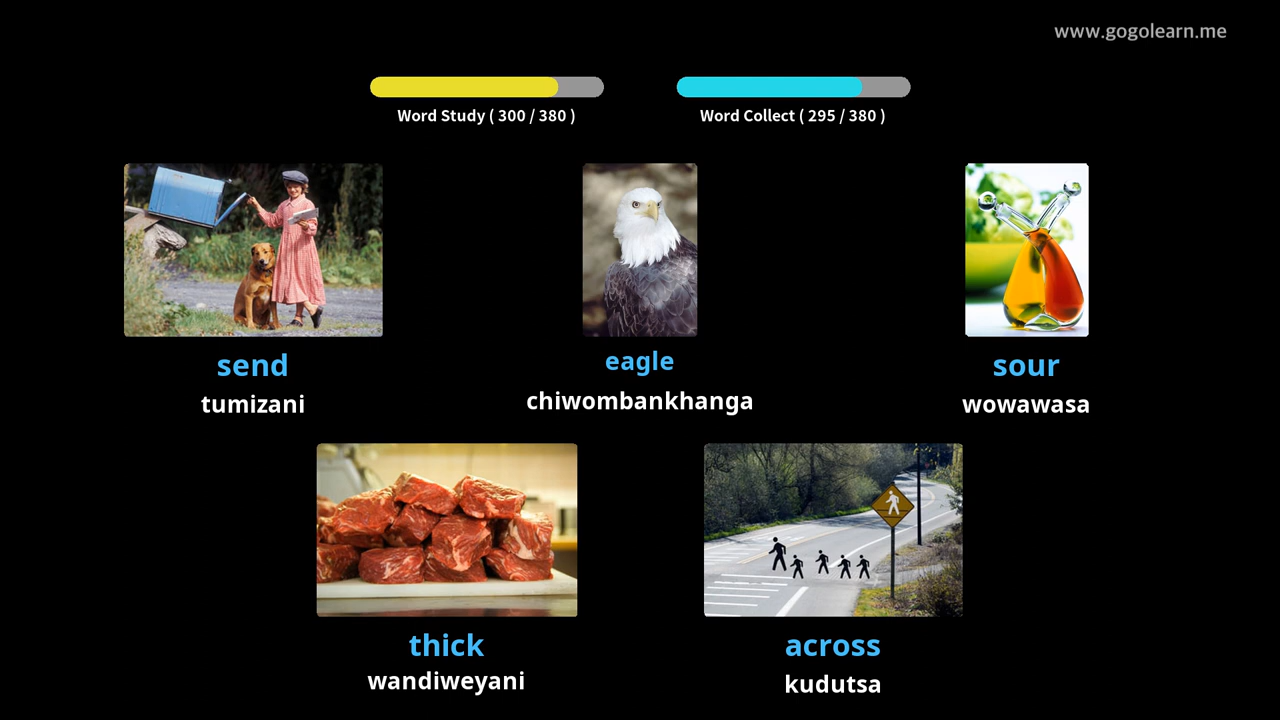 www.gogolearn.me
Word Study ( 300 / 380 )
Word Collect ( 295 / 380 )
send
tumizani
eagle
chiwombankhanga
sour
wowawasa
thick
wandiweyani
across
kudutsa